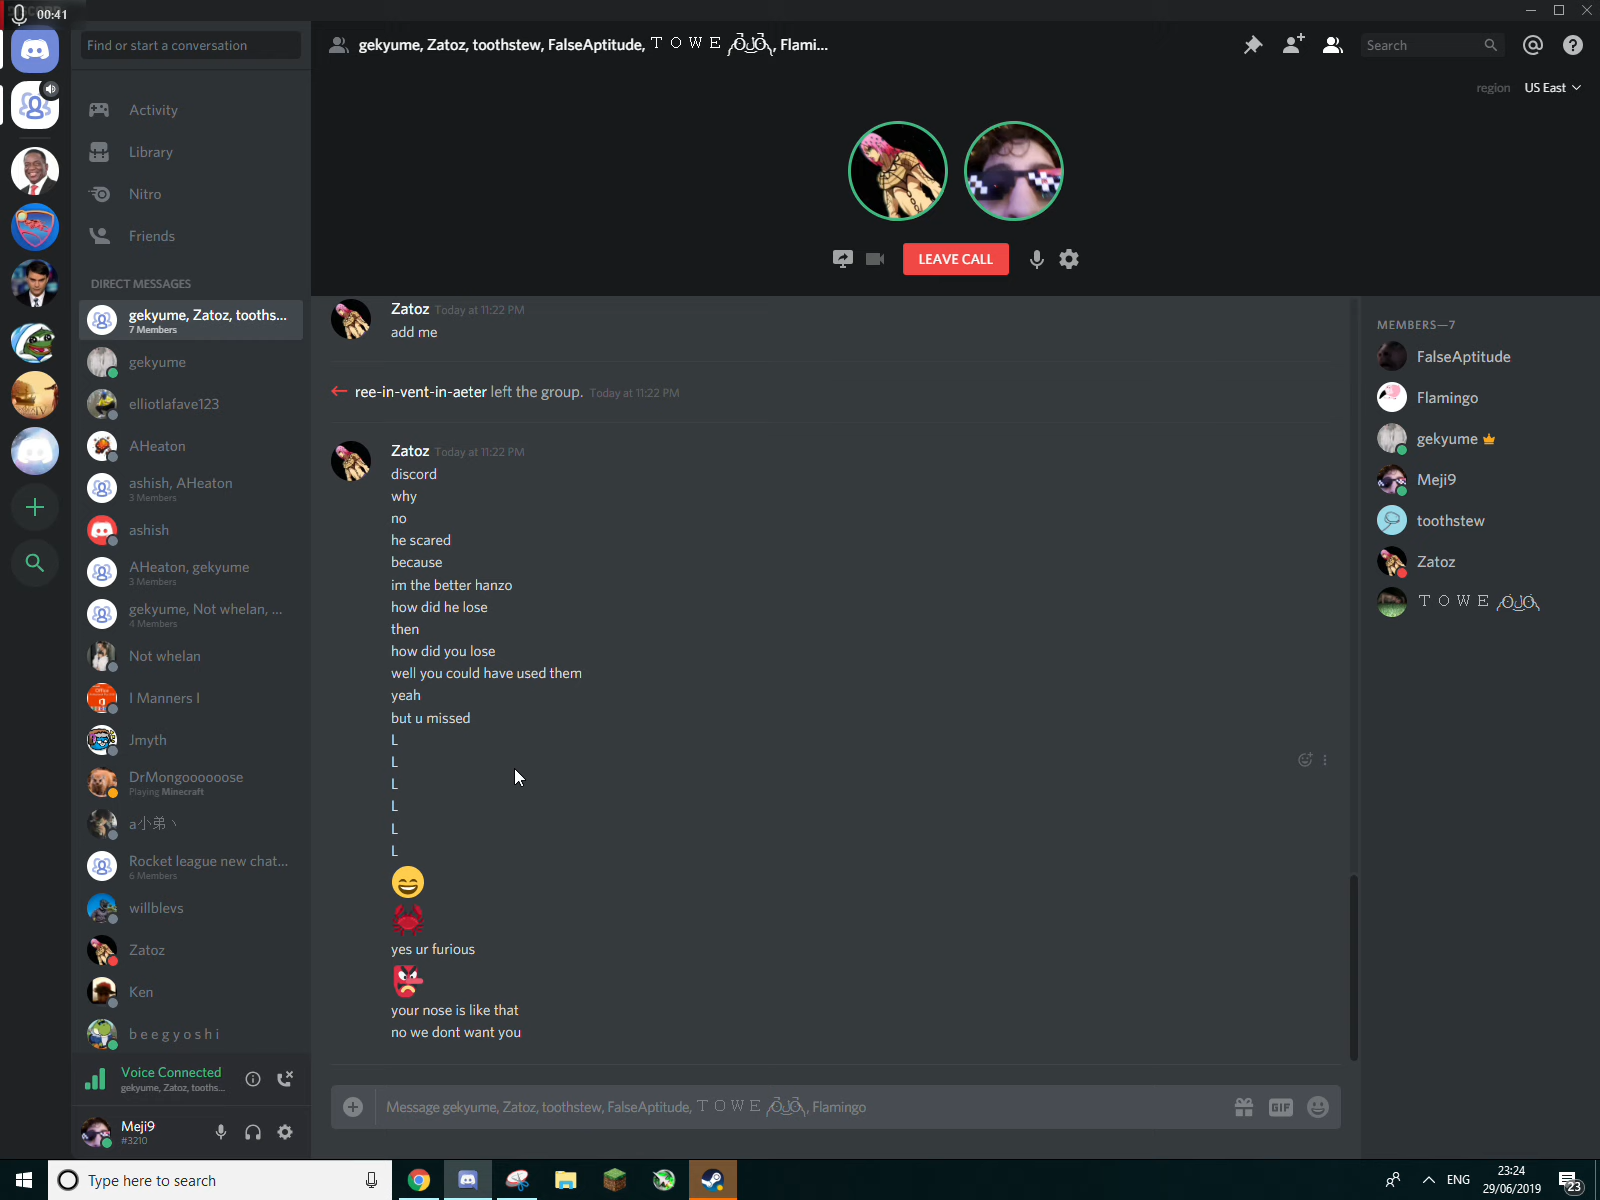 00:41
Find or start a conversation
gekyume, Zatoz, toothstew, FalseAptitude, T O W E, Flami...
Search
region US East
Activity
Library
Nitro
Friends
LEAVE CALL
DIRECT MESSAGES
gekyume, Zatoz, tooths...
7 Members
gekyume
elliotlafave123
AHeaton
ashish, AHeaton
3 Members
ashish
AHeaton, gekyume
3 Members
gekyume, Not whelan, ...
4 Members
Not whelan
I Manners I
Jmyth
DrMongoooooose
Playing Minecraft
a小弟丶
Rocket league new chat...
6 Members
willblevs
Zatoz
Ken
b e e g y o s h i
Voice Connected
gekyume, Zatoz, tooths...
Meji9
#3210
Zatoz Today at 11:22 PM
add me
ree-in-vent-in-aeter left the group. Today at 11:22 PM
Zatoz Today at 11:22 PM
discord
why
no
he scared
because
im the better hanzo
how did he lose
then
how did you lose
well you could have used them
yeah
but u missed
L
L
L
L
L
L
yes ur furious
your nose is like that
no we dont want you
Message gekyume, Zatoz, toothstew, FalseAptitude, T O W E, Flamingo
GIF
MEMBERS—7
FalseAptitude
Flamingo
gekyume
Meji9
toothstew
Zatoz
T O W E
Type here to search
ENG
23:24
29/06/2019
23